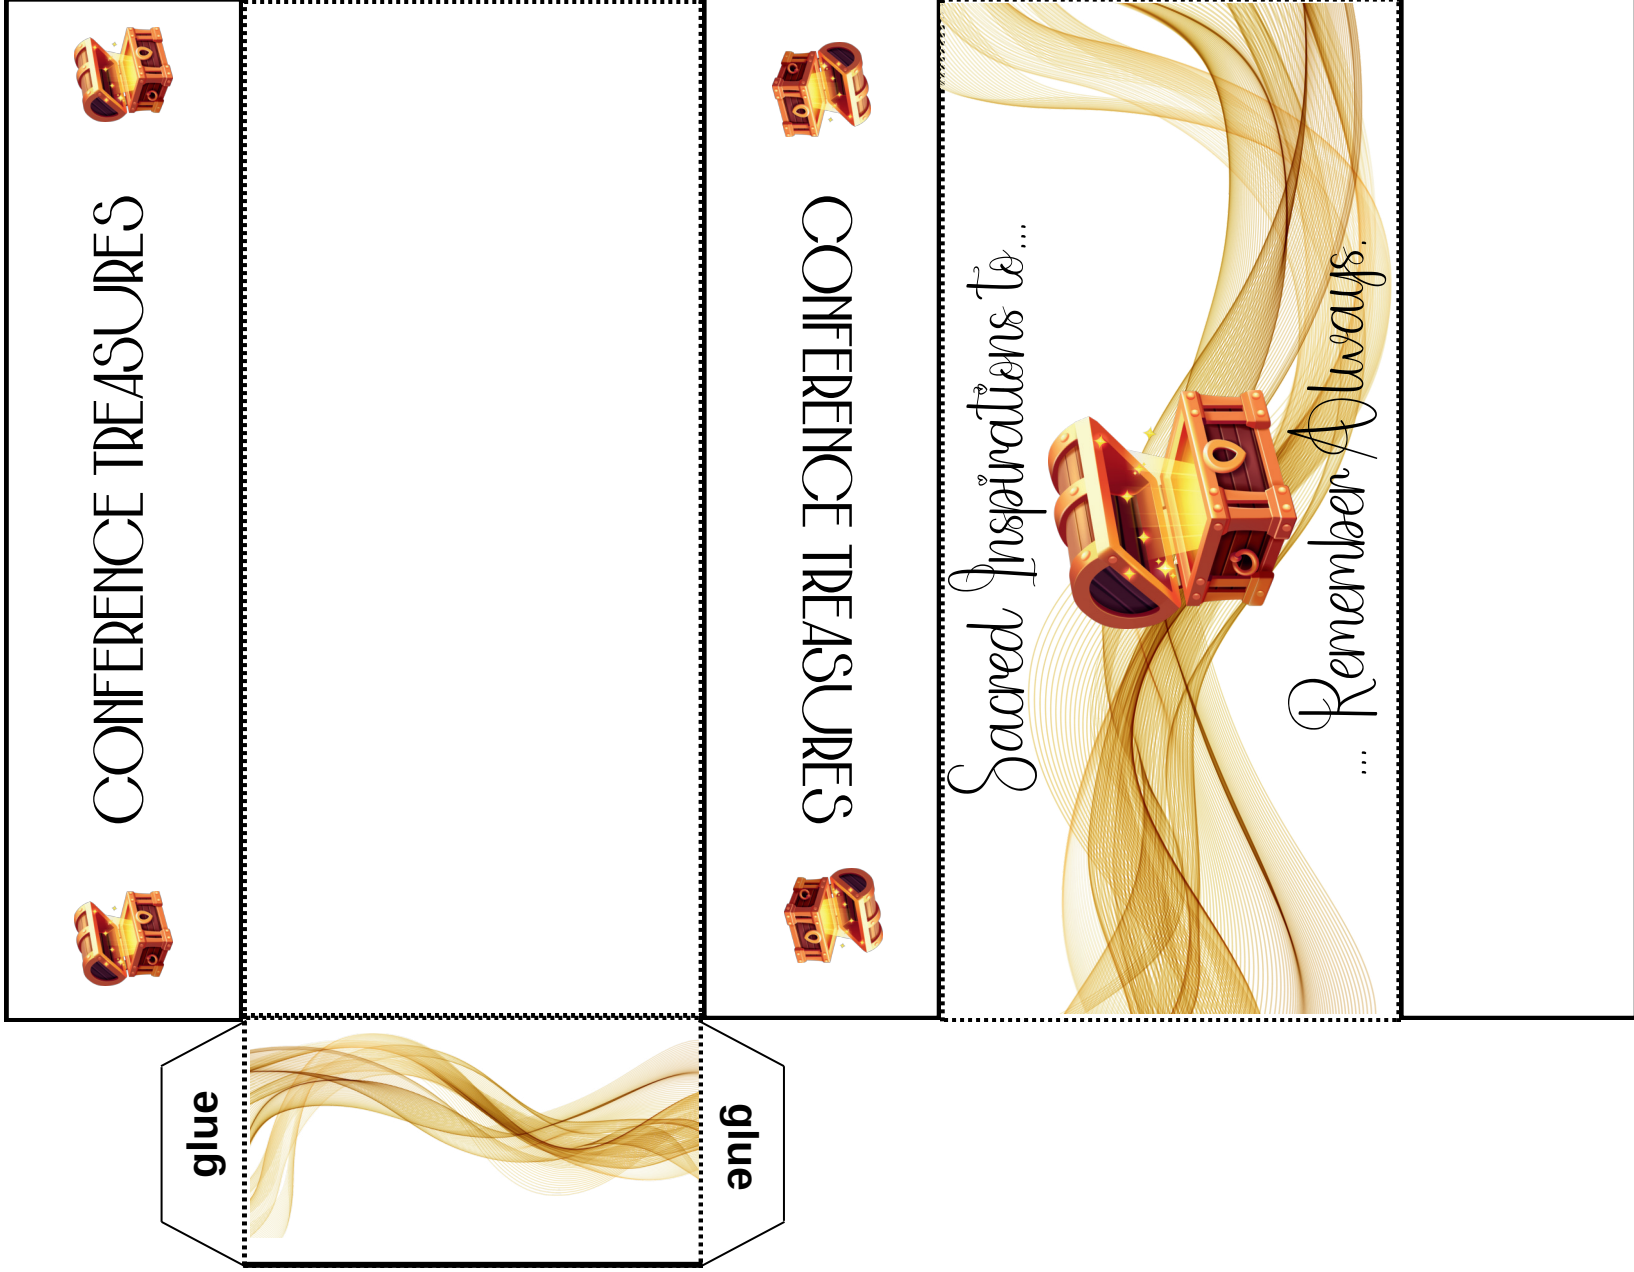 CONFERENCE TREASURES
CONFERENCE TREASURES
Sacred Inspirations to...
... Remember Always.
glue
glue